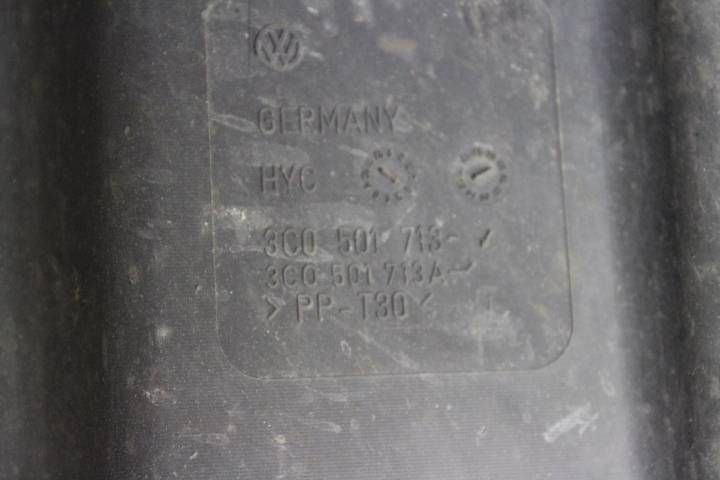 GERMANY
HYC
3C0 501 713-
3C0 501 713A
>PP-T30<